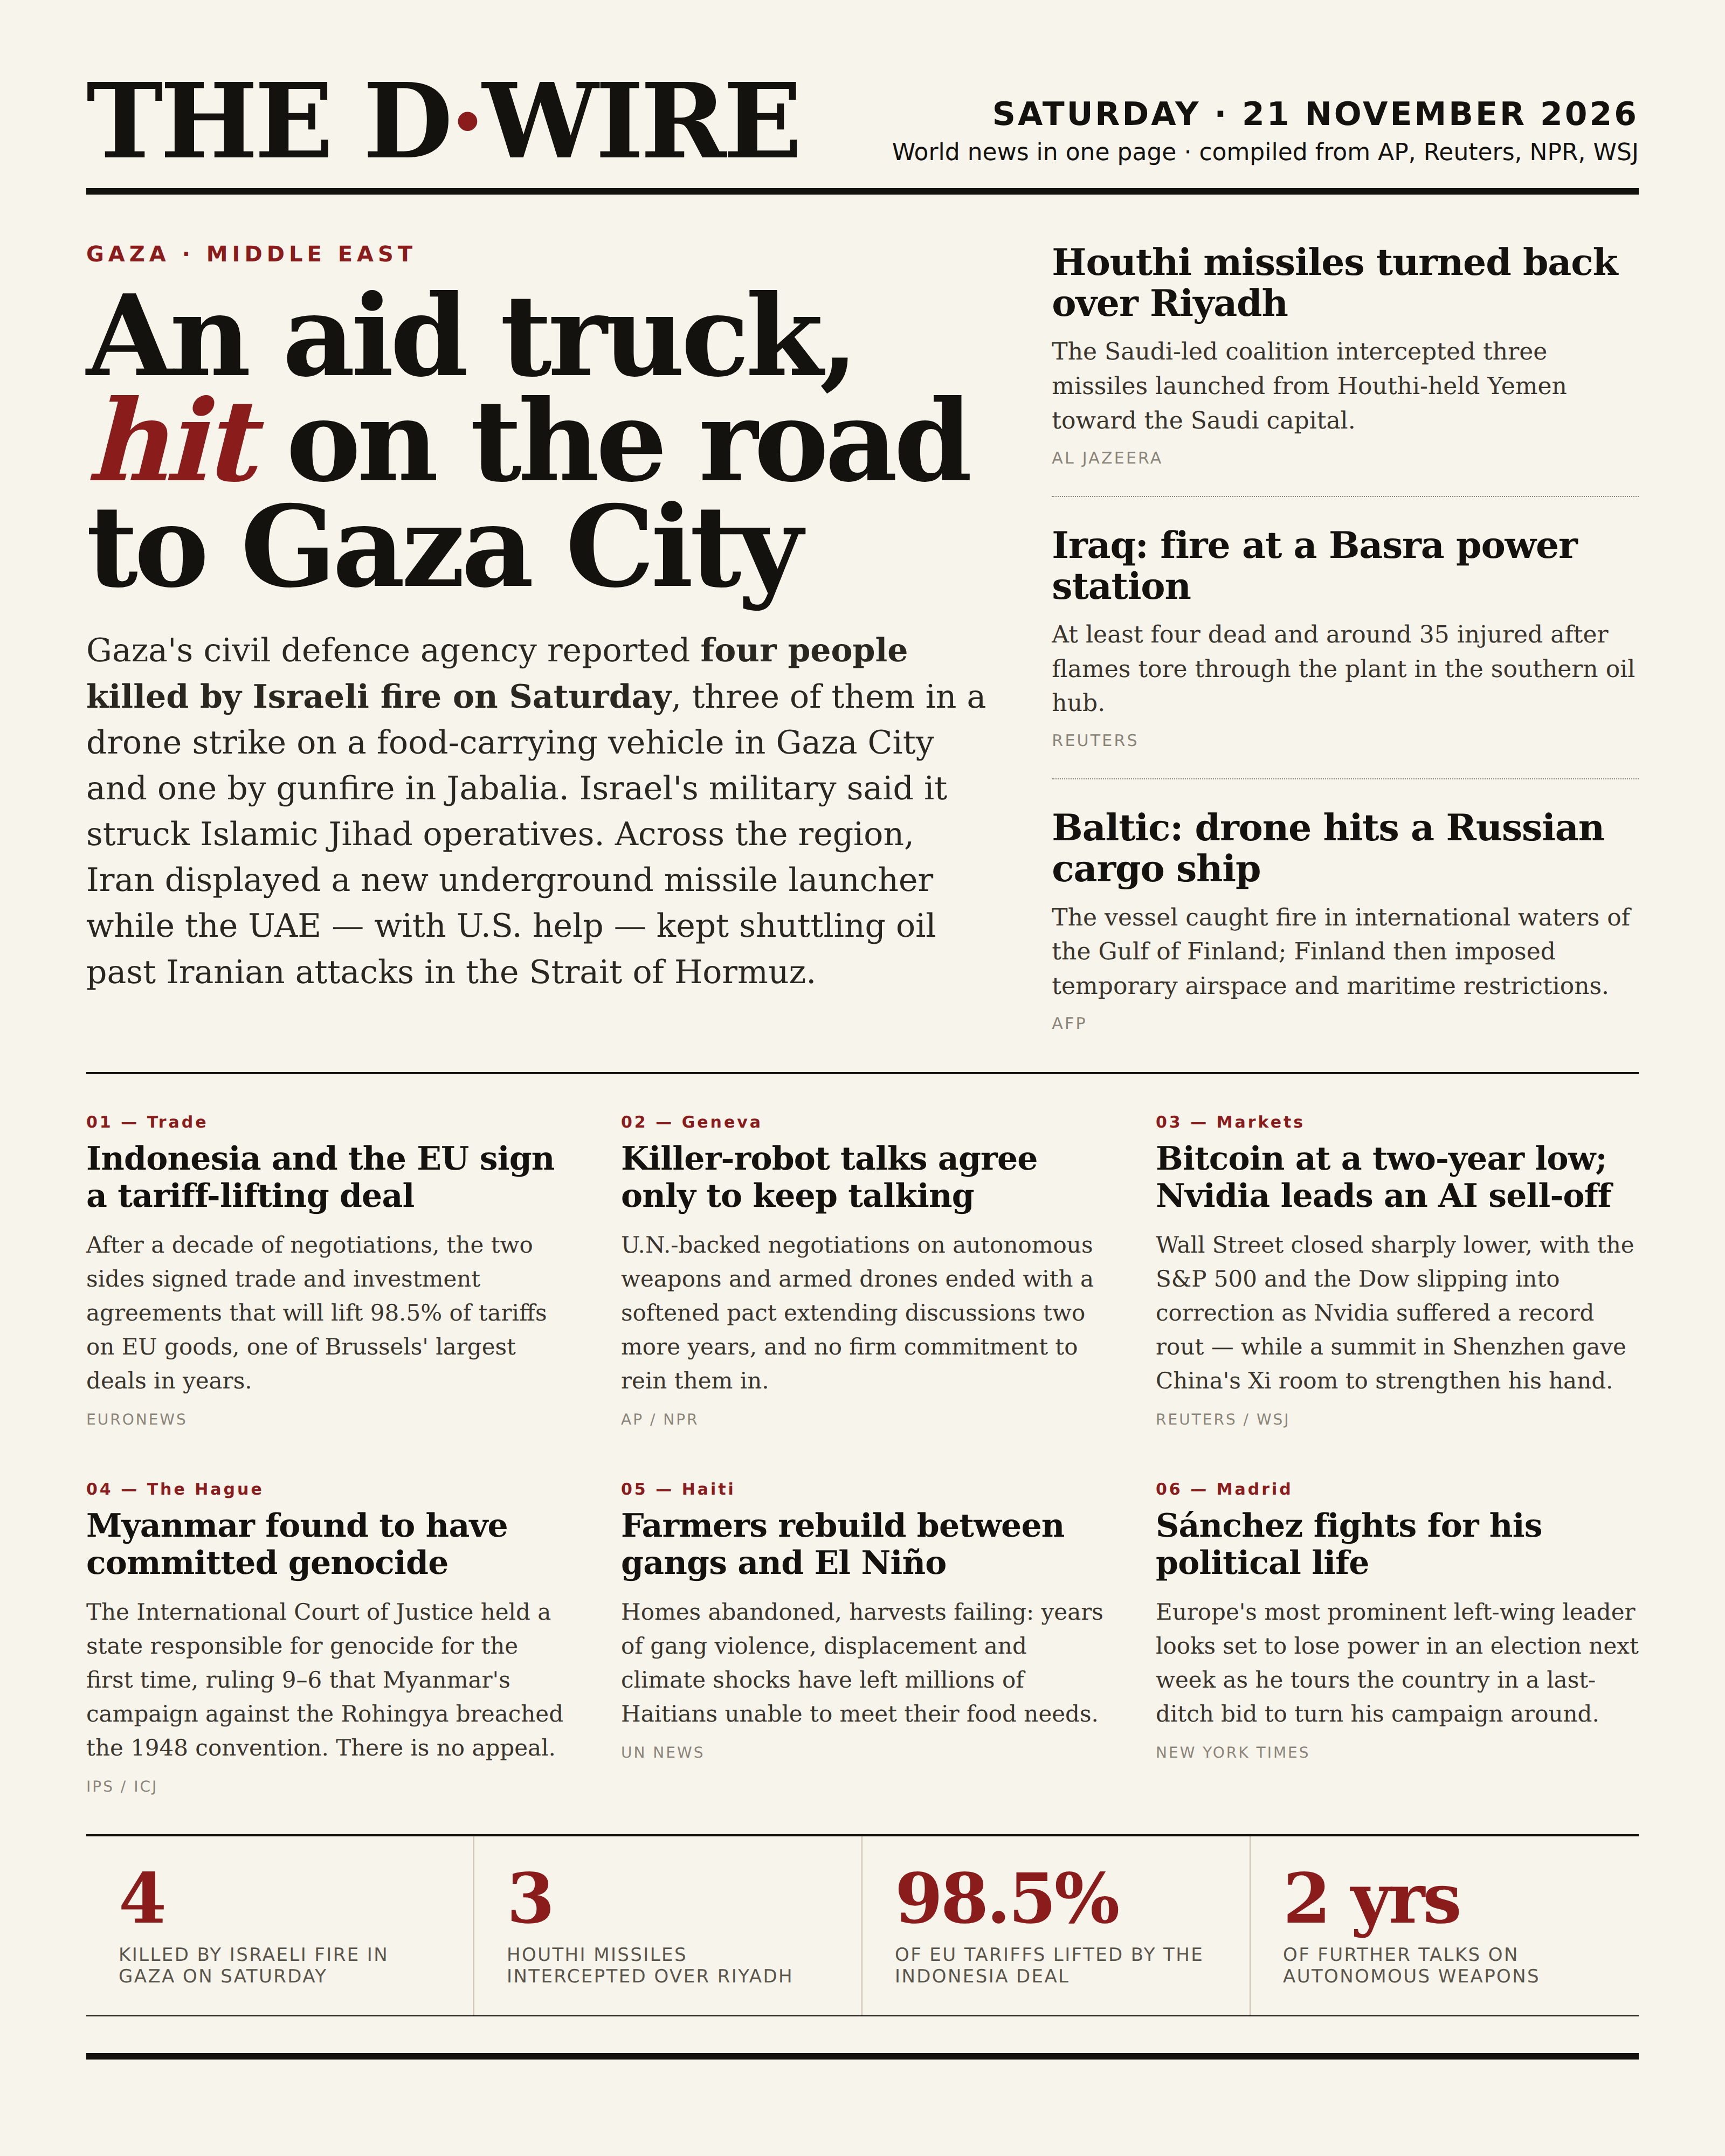 THE D·WIRE
SATURDAY · 21 NOVEMBER 2026
World news in one page · compiled from AP, Reuters, NPR, WSJ
GAZA · MIDDLE EAST
An aid truck,
hit on the road
to Gaza City
Gaza's civil defence agency reported four people
killed by Israeli fire on Saturday, three of them in a
drone strike on a food-carrying vehicle in Gaza City
and one by gunfire in Jabalia. Israel's military said it
struck Islamic Jihad operatives. Across the region,
Iran displayed a new underground missile launcher
while the UAE — with U.S. help — kept shuttling oil
past Iranian attacks in the Strait of Hormuz.
Houthi missiles turned back
over Riyadh
The Saudi-led coalition intercepted three
missiles launched from Houthi-held Yemen
toward the Saudi capital.
AL JAZEERA
Iraq: fire at a Basra power
station
At least four dead and around 35 injured after
flames tore through the plant in the southern oil
hub.
REUTERS
Baltic: drone hits a Russian
cargo ship
The vessel caught fire in international waters of
the Gulf of Finland; Finland then imposed
temporary airspace and maritime restrictions.
AFP
01 — Trade
Indonesia and the EU sign
a tariff-lifting deal
After a decade of negotiations, the two
sides signed trade and investment
agreements that will lift 98.5% of tariffs
on EU goods, one of Brussels' largest
deals in years.
EURONEWS
02 — Geneva
Killer-robot talks agree
only to keep talking
U.N.-backed negotiations on autonomous
weapons and armed drones ended with a
softened pact extending discussions two
more years, and no firm commitment to
rein them in.
AP / NPR
03 — Markets
Bitcoin at a two-year low;
Nvidia leads an AI sell-off
Wall Street closed sharply lower, with the
S&P 500 and the Dow slipping into
correction as Nvidia suffered a record
rout — while a summit in Shenzhen gave
China's Xi room to strengthen his hand.
REUTERS / WSJ
04 — The Hague
Myanmar found to have
committed genocide
The International Court of Justice held a
state responsible for genocide for the
first time, ruling 9–6 that Myanmar's
campaign against the Rohingya breached
the 1948 convention. There is no appeal.
IPS / ICJ
05 — Haiti
Farmers rebuild between
gangs and El Niño
Homes abandoned, harvests failing: years
of gang violence, displacement and
climate shocks have left millions of
Haitians unable to meet their food needs.
UN NEWS
06 — Madrid
Sánchez fights for his
political life
Europe's most prominent left-wing leader
looks set to lose power in an election next
week as he tours the country in a last-
ditch bid to turn his campaign around.
NEW YORK TIMES
4
KILLED BY ISRAELI FIRE IN
GAZA ON SATURDAY
3
HOUTHI MISSILES
INTERCEPTED OVER RIYADH
98.5%
OF EU TARIFFS LIFTED BY THE
INDONESIA DEAL
2 yrs
OF FURTHER TALKS ON
AUTONOMOUS WEAPONS